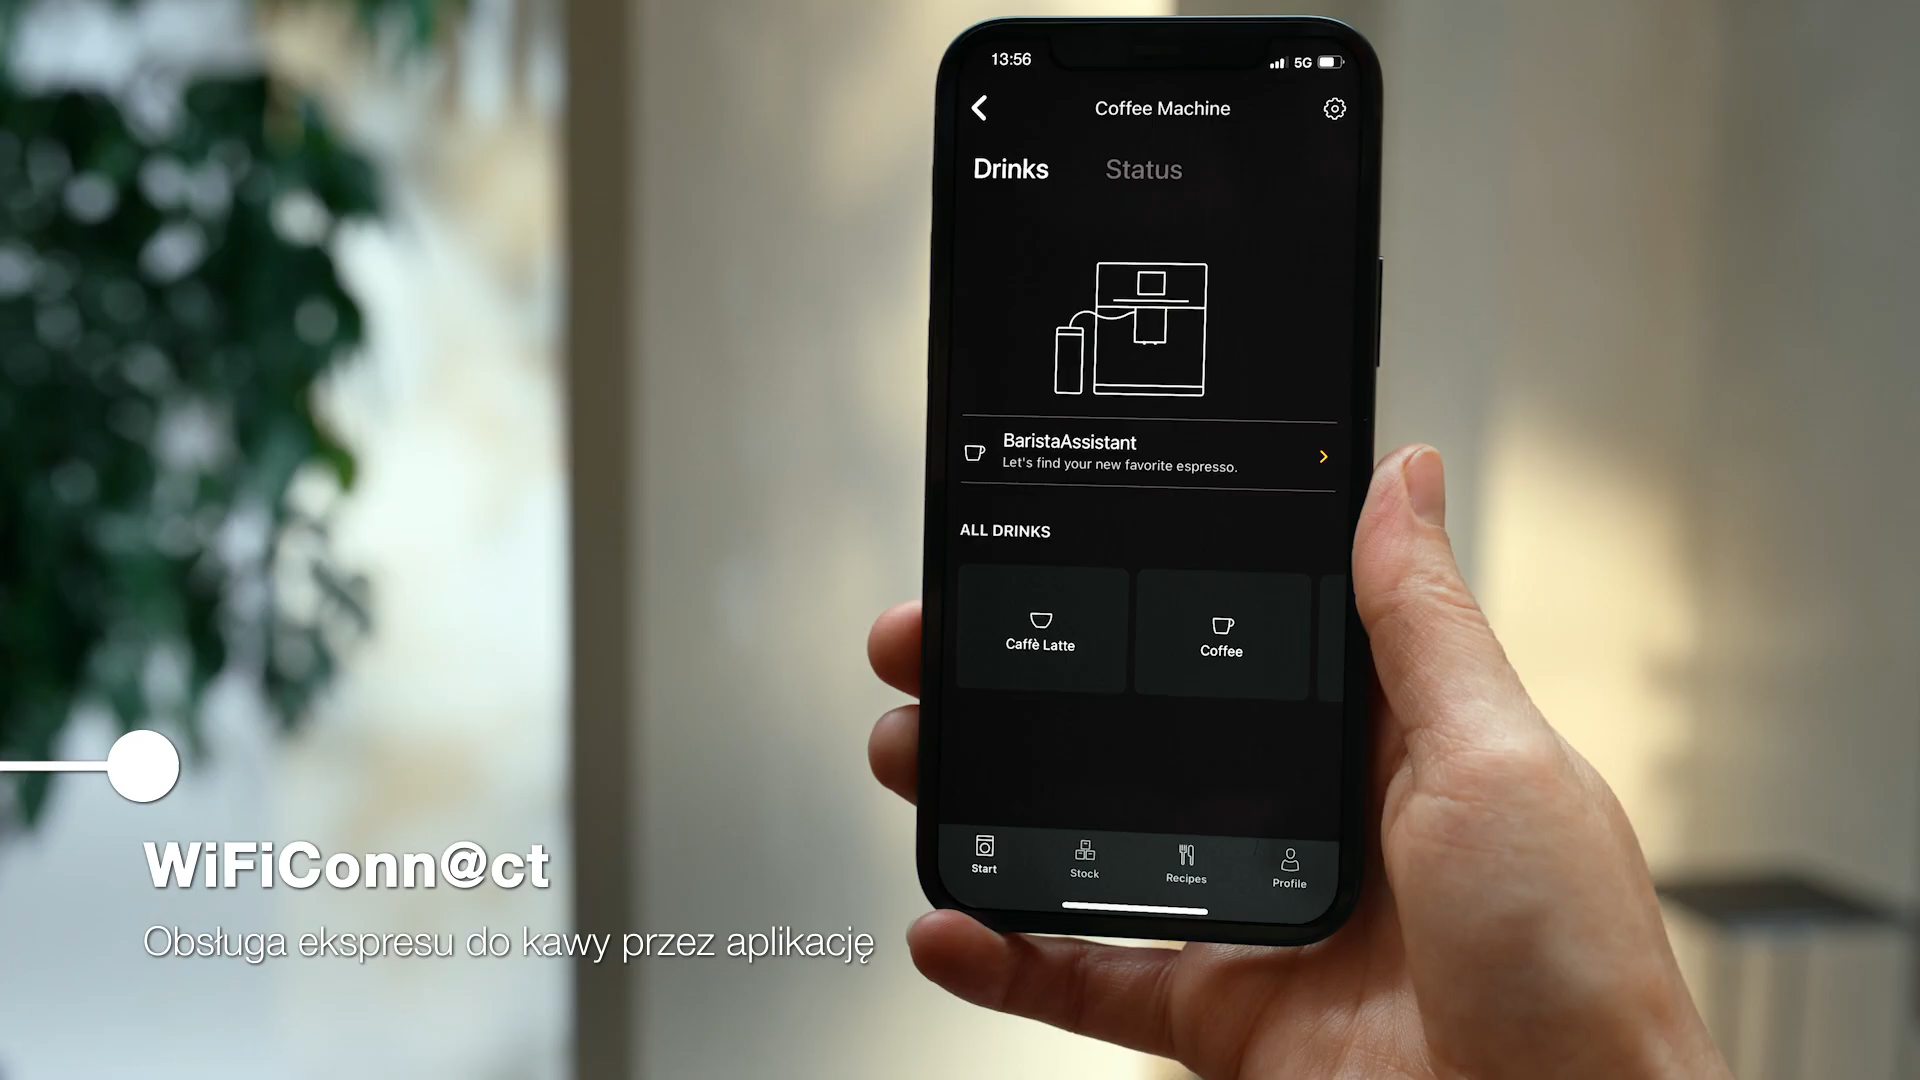 13:56
5G
Coffee Machine
Drinks Status
BaristaAssistant
Let's find your new favorite espresso.
ALL DRINKS
Caffè Latte
Coffee
Start
Stock
Recipes
Profile
WiFiConn@ct
Obsługa ekspresu do kawy przez aplikację